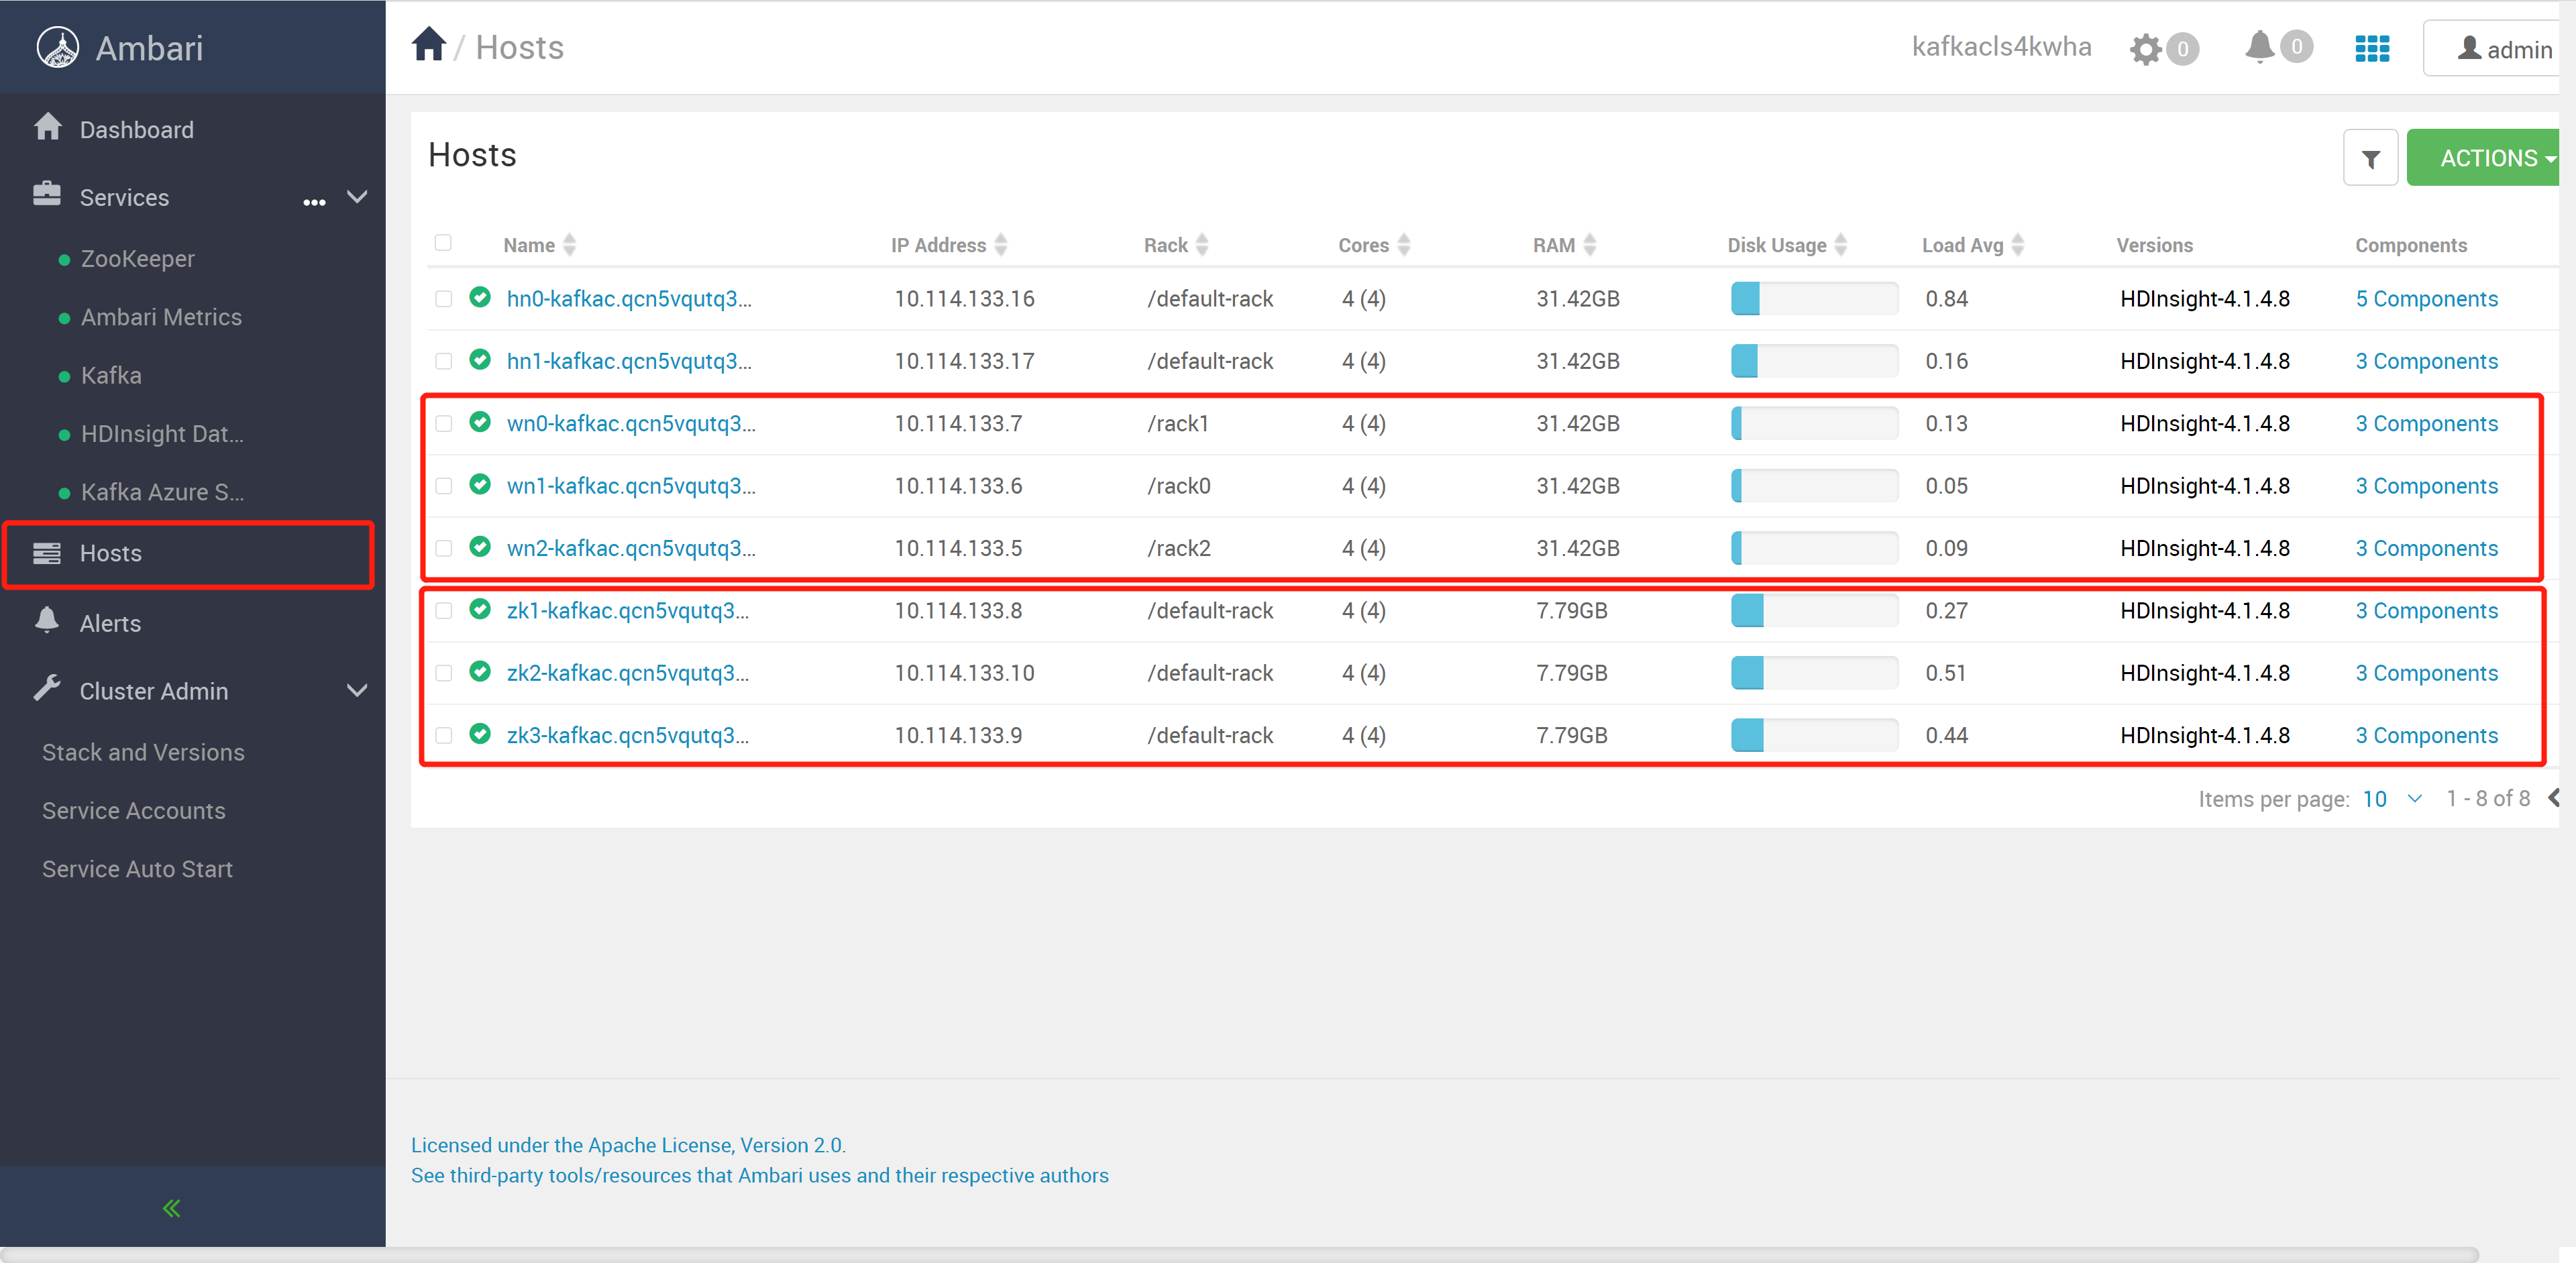 Ambari
Dashboard
Services
ZooKeeper
Ambari Metrics
Kafka
HDInsight Dat...
Kafka Azure S...
Hosts
Alerts
Cluster Admin
Stack and Versions
Service Accounts
Service Auto Start
/ Hosts
kafkacls4kwha 0 0 admin
Hosts
ACTIONS
Name IP Address Rack Cores RAM Disk Usage Load Avg Versions Components
hn0-kafkac.qcn5vqutq3... 10.114.133.16 /default-rack 4 (4) 31.42GB 0.84 HDInsight-4.1.4.8 5 Components
hn1-kafkac.qcn5vqutq3... 10.114.133.17 /default-rack 4 (4) 31.42GB 0.16 HDInsight-4.1.4.8 3 Components
wn0-kafkac.qcn5vqutq3... 10.114.133.7 /rack1 4 (4) 31.42GB 0.13 HDInsight-4.1.4.8 3 Components
wn1-kafkac.qcn5vqutq3... 10.114.133.6 /rack0 4 (4) 31.42GB 0.05 HDInsight-4.1.4.8 3 Components
wn2-kafkac.qcn5vqutq3... 10.114.133.5 /rack2 4 (4) 31.42GB 0.09 HDInsight-4.1.4.8 3 Components
zk1-kafkac.qcn5vqutq3... 10.114.133.8 /default-rack 4 (4) 7.79GB 0.27 HDInsight-4.1.4.8 3 Components
zk2-kafkac.qcn5vqutq3... 10.114.133.10 /default-rack 4 (4) 7.79GB 0.51 HDInsight-4.1.4.8 3 Components
zk3-kafkac.qcn5vqutq3... 10.114.133.9 /default-rack 4 (4) 7.79GB 0.44 HDInsight-4.1.4.8 3 Components
Items per page: 10 1 - 8 of 8
Licensed under the Apache License, Version 2.0.
See third-party tools/resources that Ambari uses and their respective authors